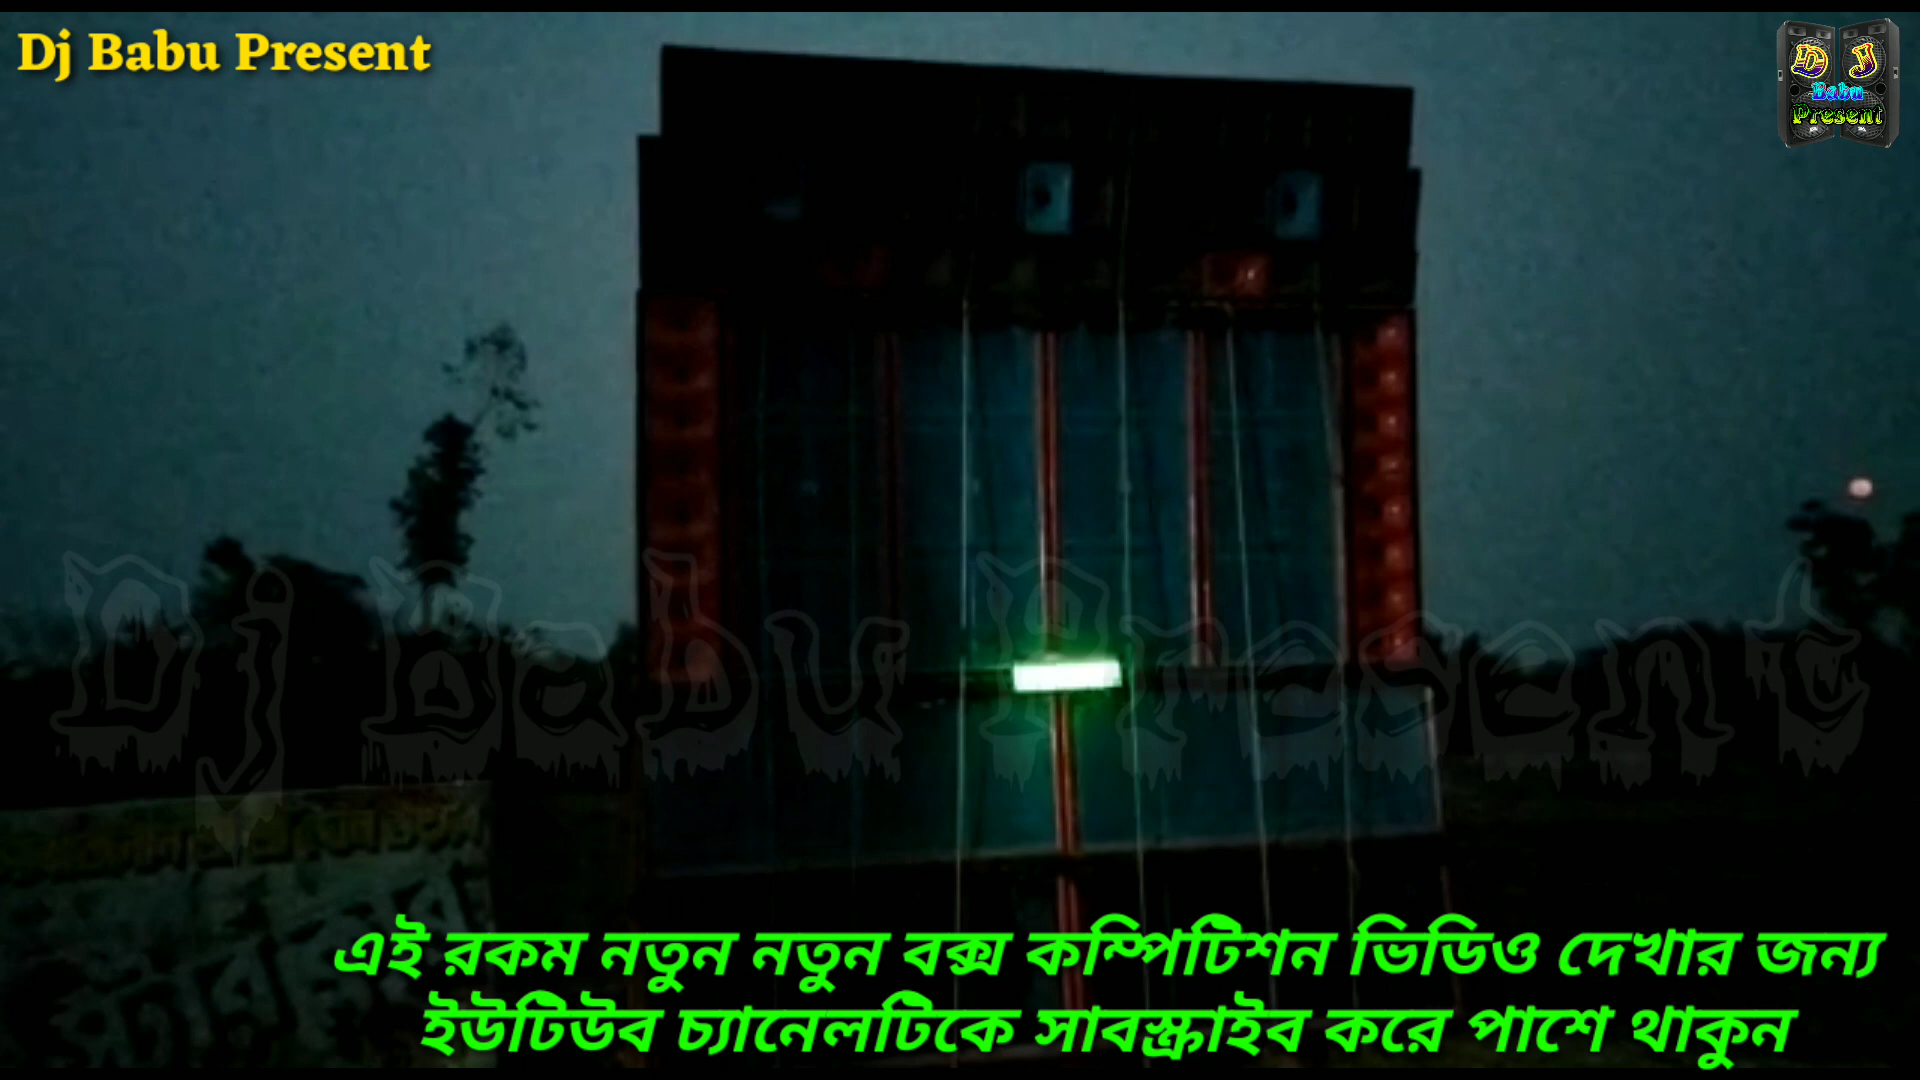 Dj Babu Present
D J
Babu
Present
Dj Babu Present
এই রকম নতুন নতুন বক্স কম্পিটিশন ভিডিও দেখার জন্য
ইউটিউব চ্যানেলটিকে সাবস্ক্রাইব করে পাশে থাকুন